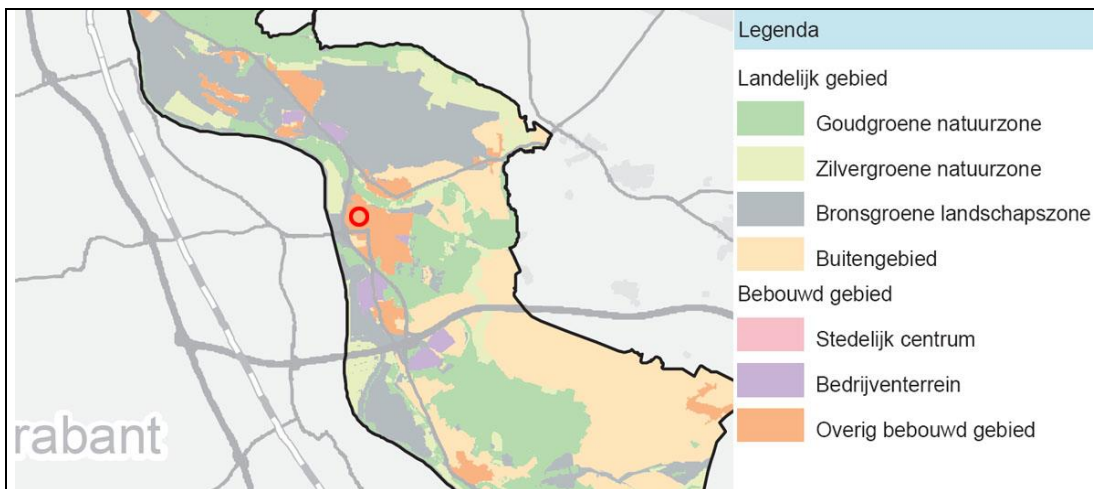 Legenda
Landelijk gebied
Goudgroene natuurzone
Zilvergroene natuurzone
Bronsgroene landschapszone
Buitengebied
Bebouwd gebied
Stedelijk centrum
Bedrijventerrein
Overig bebouwd gebied
rabant